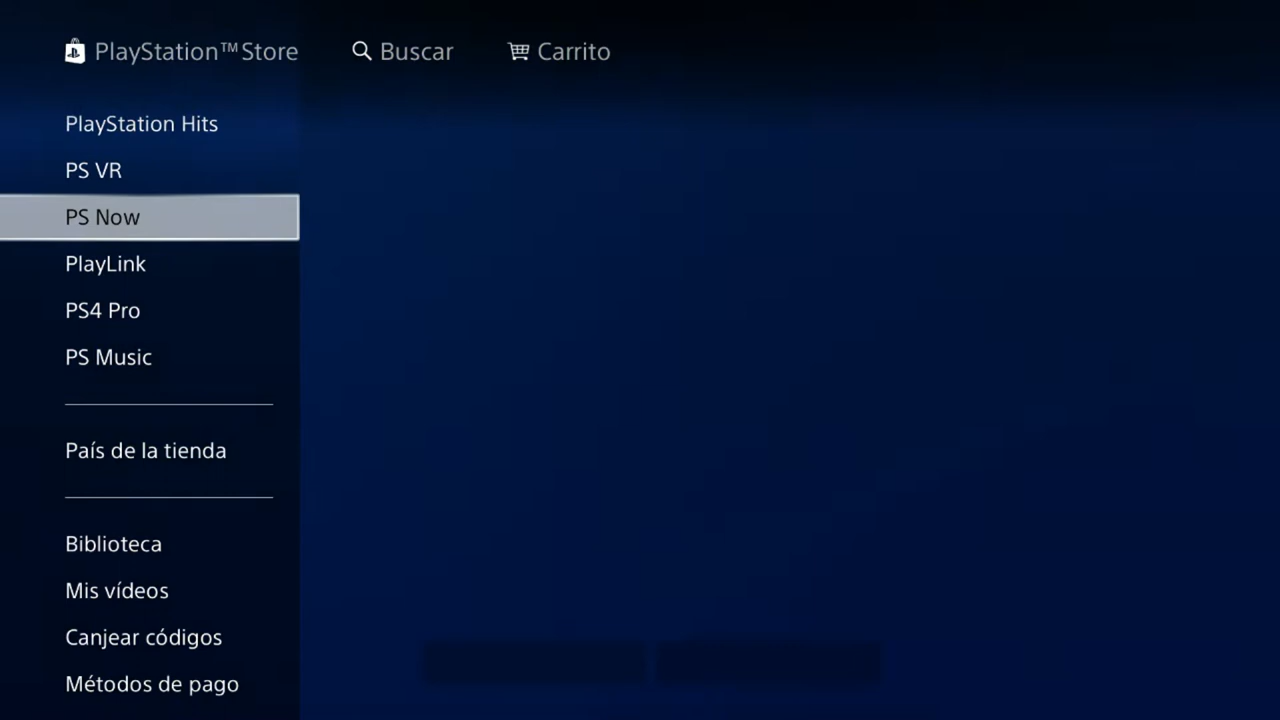 PlayStation™Store Buscar Carrito
PlayStation Hits
PS VR
PS Now
PlayLink
PS4 Pro
PS Music
País de la tienda
Biblioteca
Mis vídeos
Canjear códigos
Métodos de pago